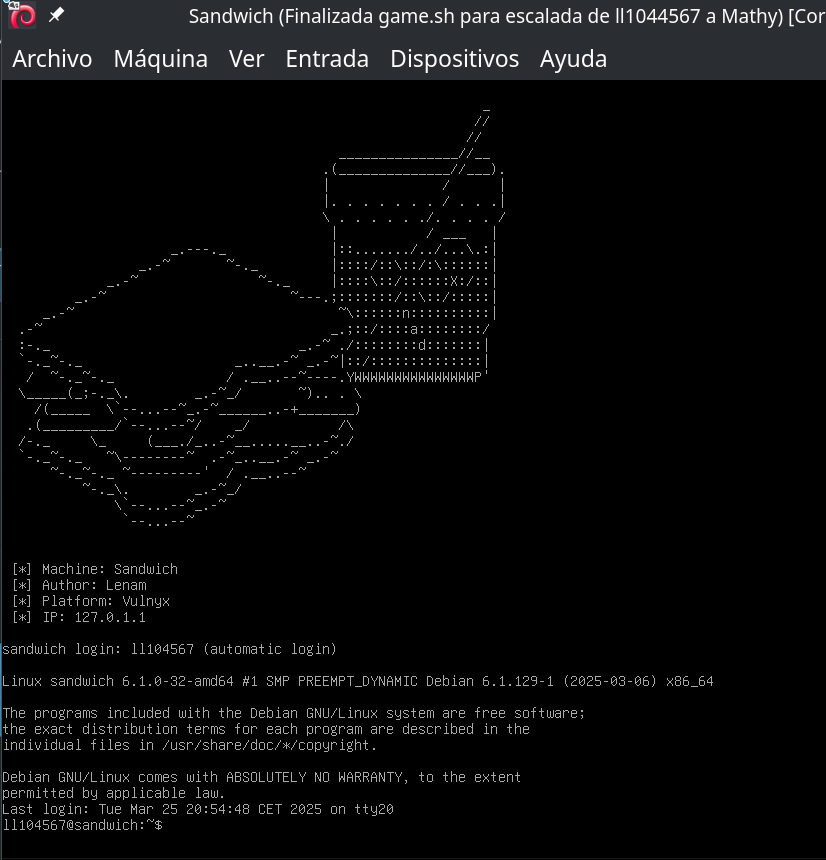 Sandwich (Finalizada game.sh para escalada de ll1044567 a Mathy) [Cor
Archivo Máquina Ver Entrada Dispositivos Ayuda
X
n
a
d
YWWWWWWWWWWWWWWWP'
[*] Machine: Sandwich
[*] Author: Lenam
[*] Platform: Vulnyx
[*] IP: 127.0.1.1
sandwich login: ll104567 (automatic login)
Linux sandwich 6.1.0-32-amd64 #1 SMP PREEMPT_DYNAMIC Debian 6.1.129-1 (2025-03-06) x86_64
The programs included with the Debian GNU/Linux system are free software;
the exact distribution terms for each program are described in the
individual files in /usr/share/doc/*/copyright.
Debian GNU/Linux comes with ABSOLUTELY NO WARRANTY, to the extent
permitted by applicable law.
Last login: Tue Mar 25 20:54:48 CET 2025 on tty20
ll104567@sandwich:~$